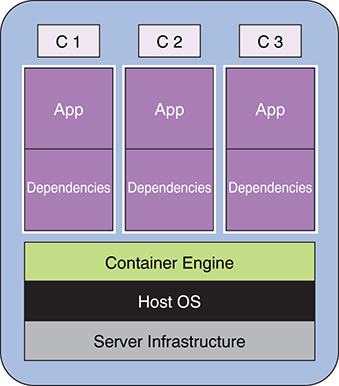 C 1 C 2 C 3
App App App
Dependencies Dependencies Dependencies
Container Engine
Host OS
Server Infrastructure